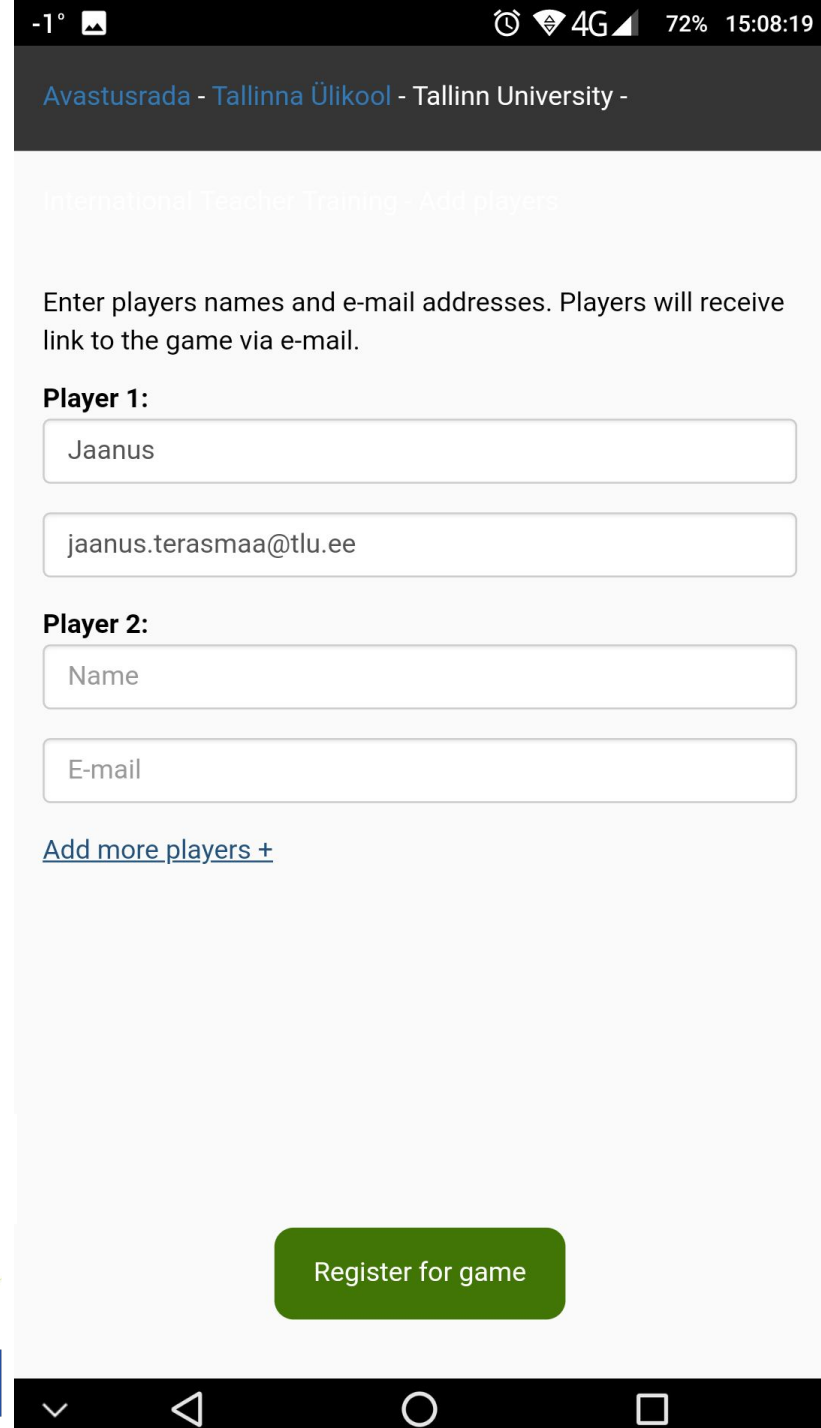 -1° 4G 72% 15:08:19
Avastusrada - Tallinna Ülikool - Tallinn University -
International Teacher Training - Add players
Enter players names and e-mail addresses. Players will receive
link to the game via e-mail.
Player 1:
Jaanus
jaanus.terasmaa@tlu.ee
Player 2:
Name
E-mail
Add more players +
Register for game